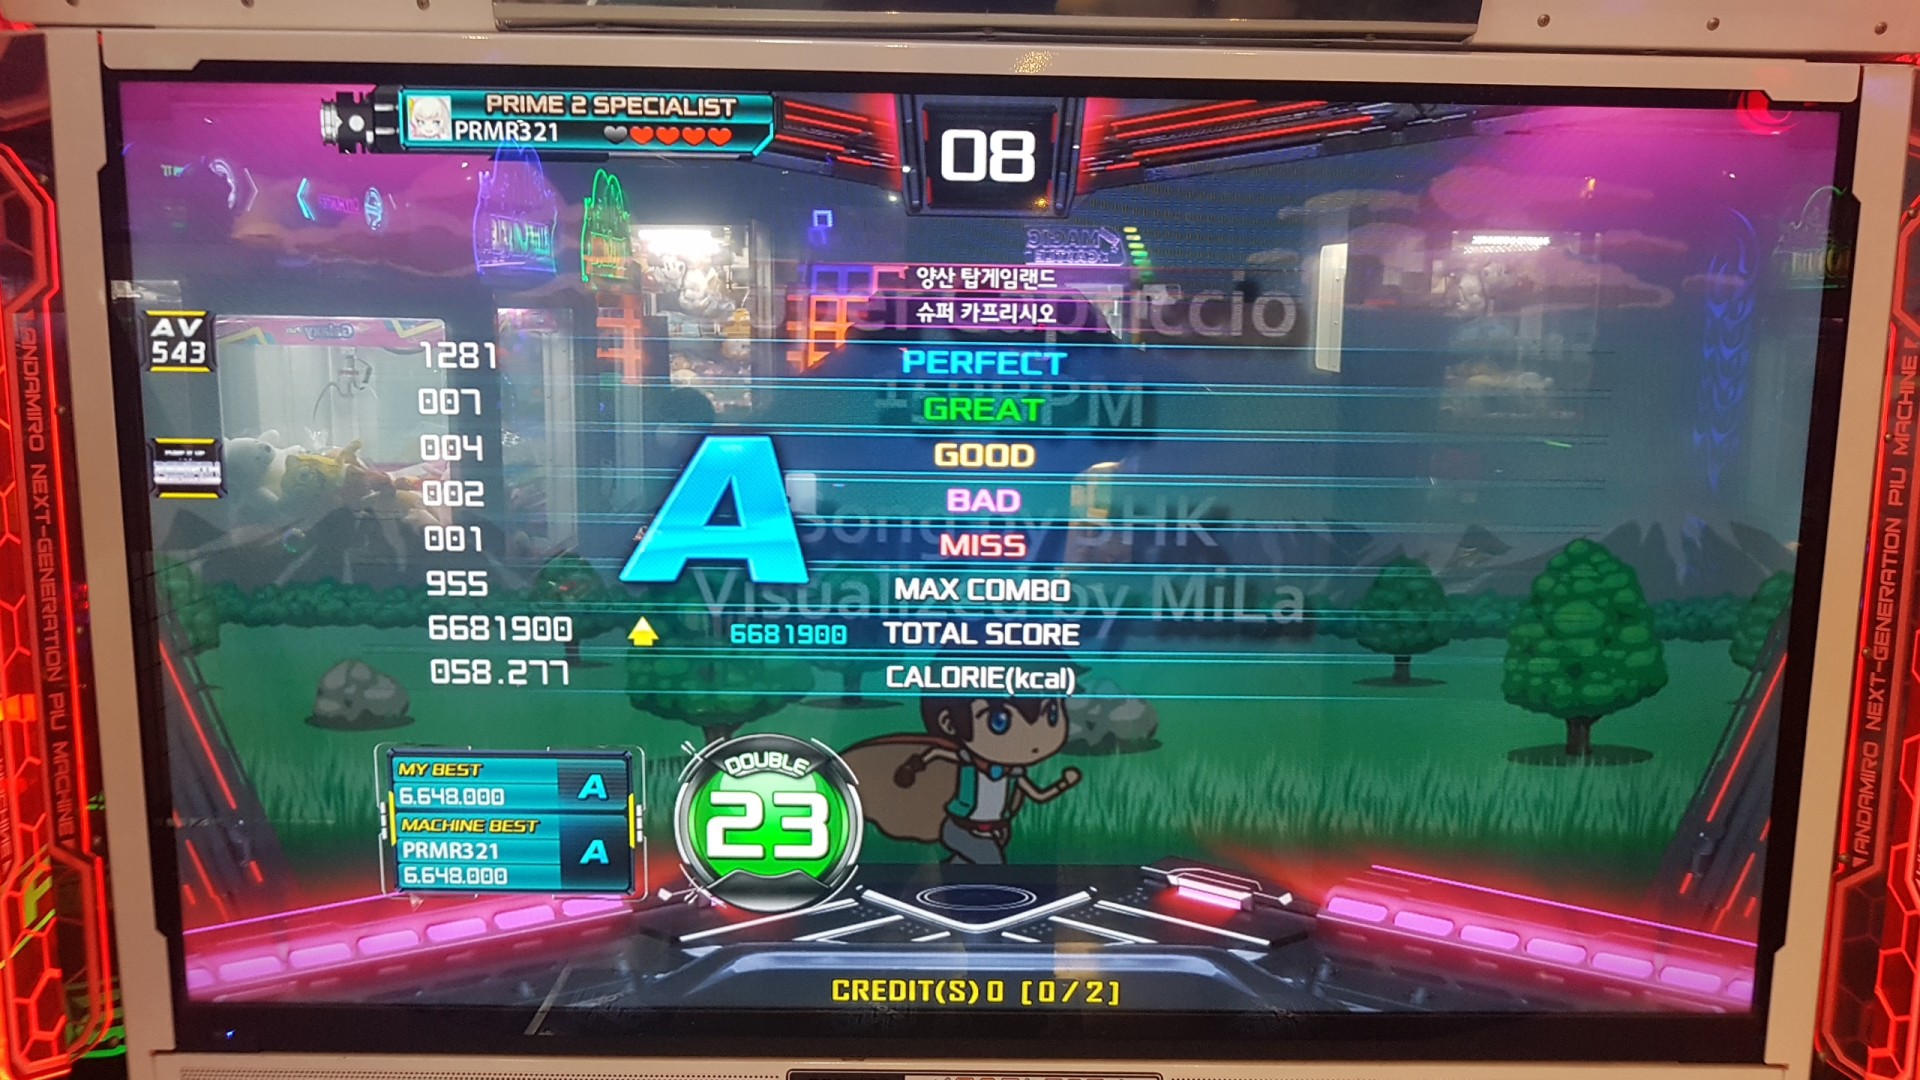 PRIME 2 SPECIALIST
PRMR321
08
양산 탑게임랜드
슈퍼 카프리시오
AV
543
1281 PERFECT
007 GREAT
004 GOOD
002 BAD
001 MISS
955 MAX COMBO
6681900 6681900 TOTAL SCORE
058.277 CALORIE(kcal)
A
Song by SHK
Visualized by MiLa
MY BEST
6.648.000 A
MACHINE BEST
PRMR321 A
6.648.000
DOUBLE
23
CREDIT(S) 0 [0/2]
ANDAMIRO NEXT-GENERATION PIU MACHINE
ANDAMIRO NEXT-GENERATION PIU MACHINE